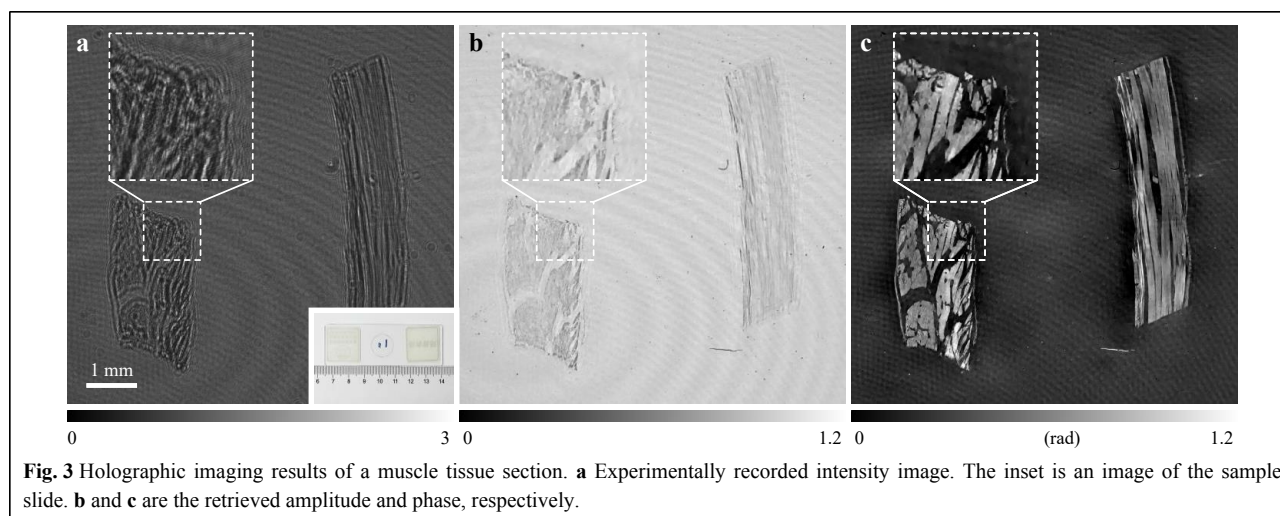 a
b
c
1 mm
6 7 8 9 10 11 12 13 14
0 3
0 1.2
0 (rad) 1.2
Fig. 3 Holographic imaging results of a muscle tissue section. a Experimentally recorded intensity image. The inset is an image of the sample
slide. b and c are the retrieved amplitude and phase, respectively.